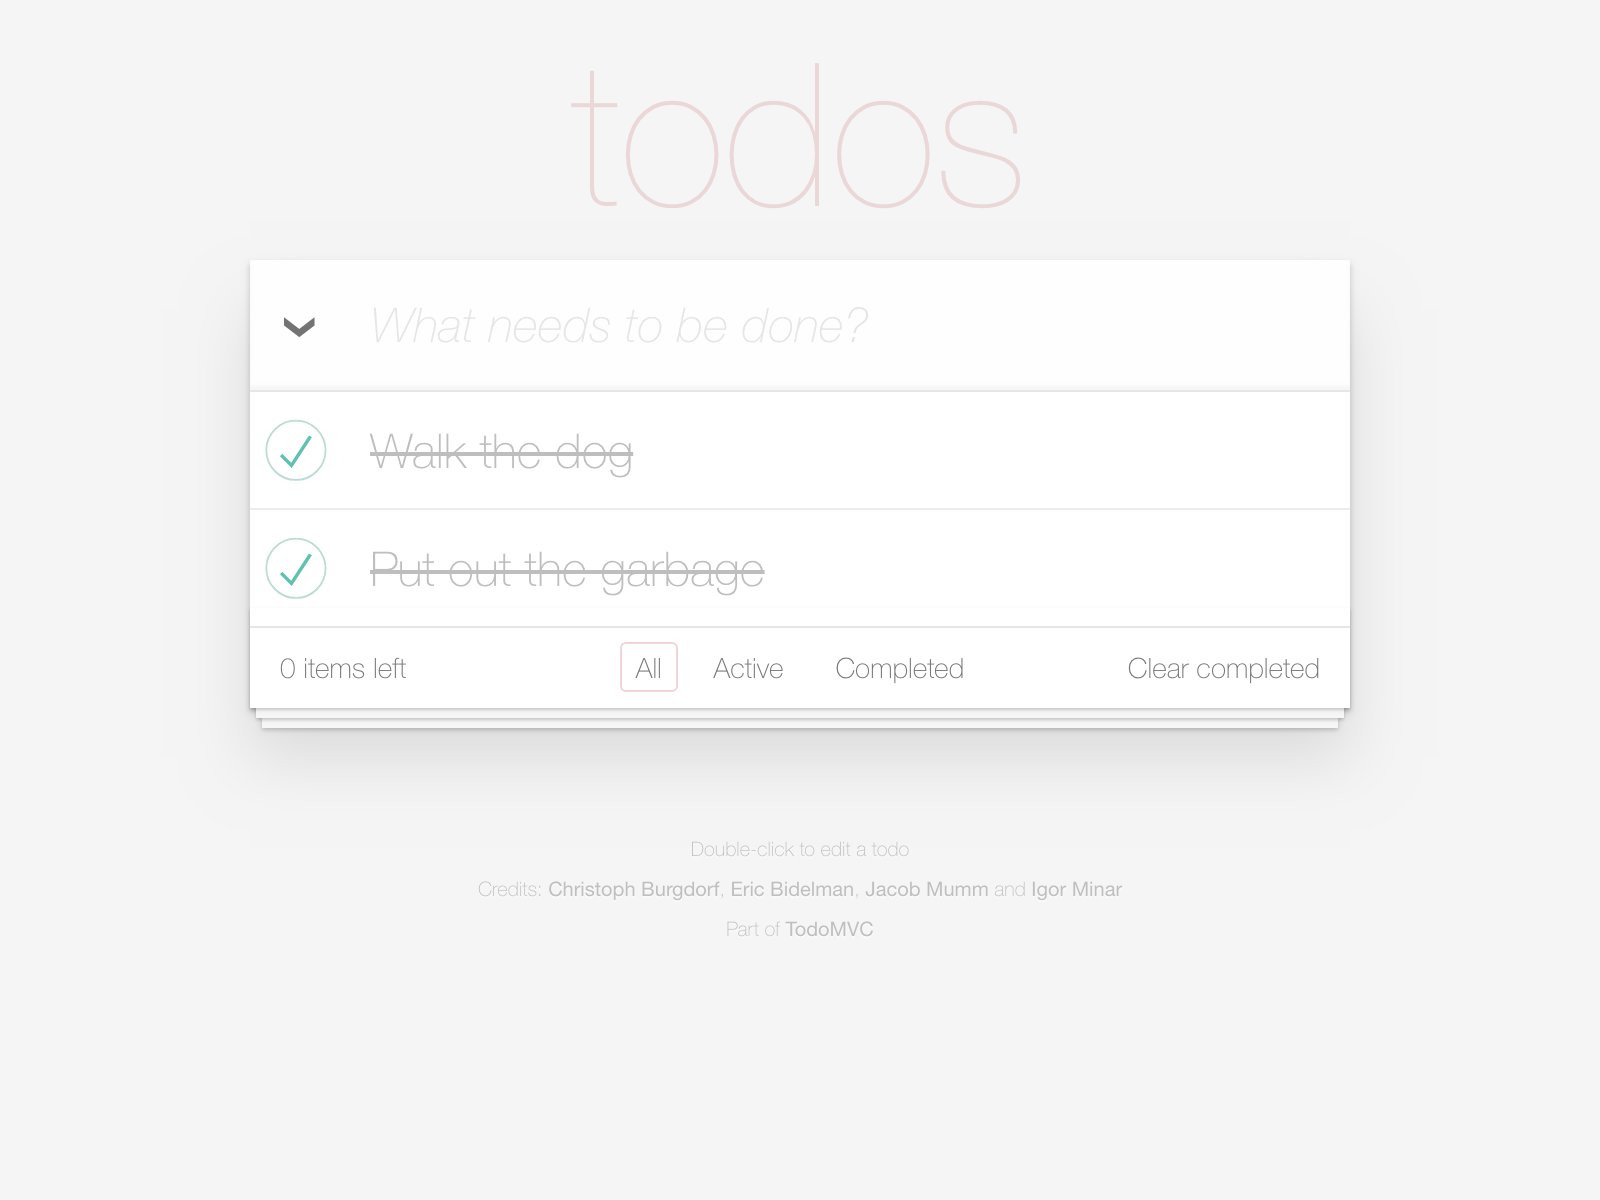 todos
What needs to be done?
Walk the dog
Put out the garbage
0 items left All Active Completed Clear completed
Double-click to edit a todo
Credits: Christoph Burgdorf, Eric Bidelman, Jacob Mumm and Igor Minar
Part of TodoMVC